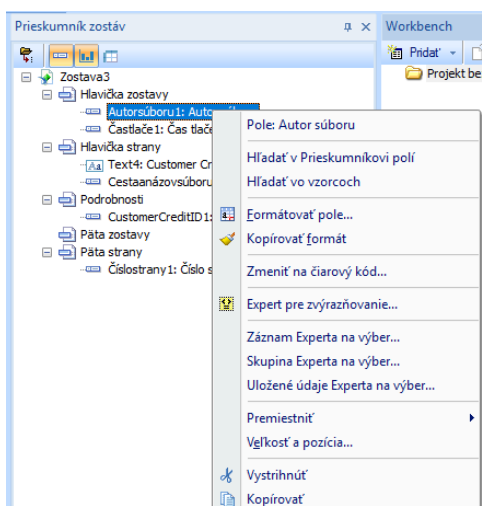 Prieskumník zostáv
Workbench
Pridať
Projekt be
Zostava3
Hlavička zostavy
Autorsúboru1:
Častlače1: Čas tlače
Hlavička strany
Text4: Customer Cr
Cestaanázovsúboru
Podrobnosti
CustomerCreditID1:
Päta zostavy
Päta strany
Číslostrany1: Číslo s
Pole: Autor súboru
Hľadať v Prieskumníkovi polí
Hľadať vo vzorcoch
Formátovať pole...
Kopírovať formát
Zmeniť na čiarový kód...
Expert pre zvýrazňovanie...
Záznam Experta na výber...
Skupina Experta na výber...
Uložené údaje Experta na výber...
Premiestniť
Veľkosť a pozícia...
Vystrihnúť
Kopírovať